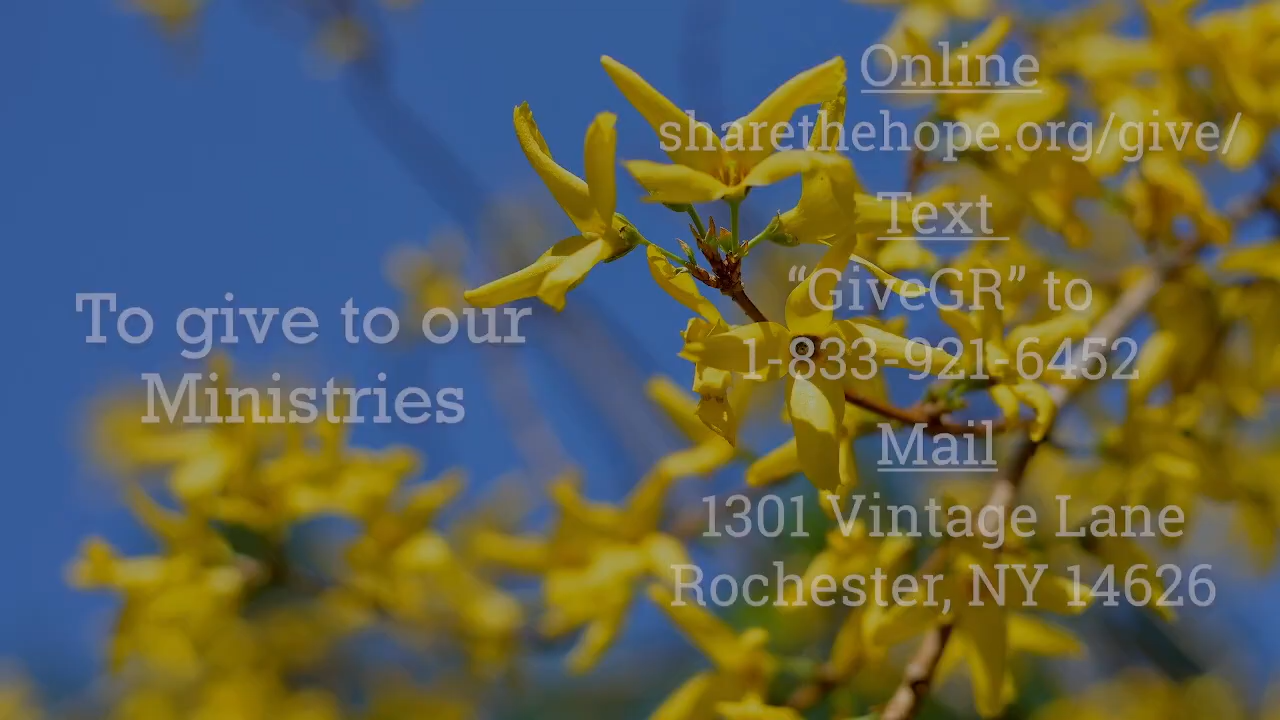 To give to our
Ministries
Online
sharethehope.org/give/
Text
“GiveGR” to
1-833-921-6452
Mail
1301 Vintage Lane
Rochester, NY 14626